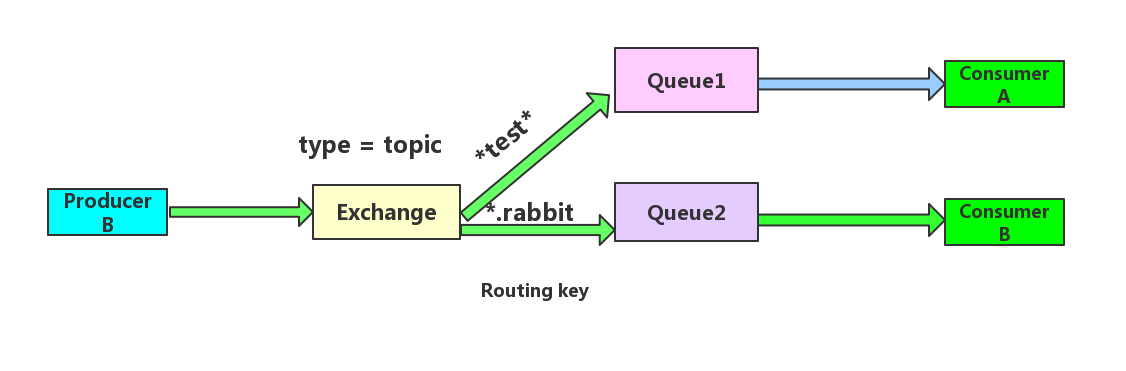 Queue1
Consumer
A
type = topic
*test*
Producer
B
Exchange
*.rabbit
Queue2
Consumer
B
Routing key